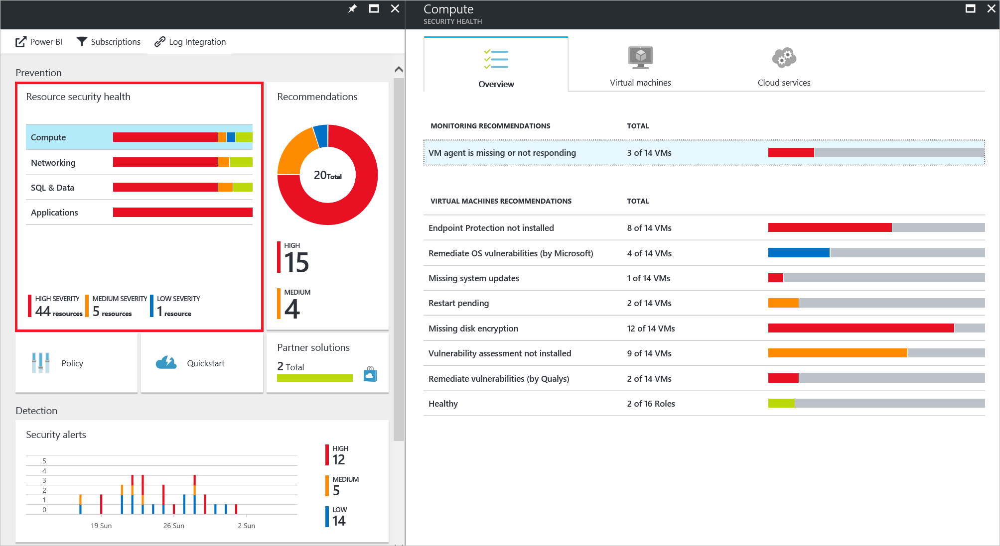 Power BI
Subscriptions
Log Integration
Prevention
Resource security health
Compute
Networking
SQL & Data
Applications
HIGH SEVERITY
44 resources
MEDIUM SEVERITY
5 resources
LOW SEVERITY
1 resource
Recommendations
20 Total
HIGH
15
MEDIUM
4
Policy
Quickstart
Partner solutions
2 Total
Detection
Security alerts
5
4
3
2
1
0
19 Sun
26 Sun
2 Sun
HIGH
12
MEDIUM
5
LOW
14
Compute
SECURITY HEALTH
Overview
Virtual machines
Cloud services
MONITORING RECOMMENDATIONS TOTAL
VM agent is missing or not responding 3 of 14 VMs
VIRTUAL MACHINES RECOMMENDATIONS TOTAL
Endpoint Protection not installed 8 of 14 VMs
Remediate OS vulnerabilities (by Microsoft) 4 of 14 VMs
Missing system updates 1 of 14 VMs
Restart pending 2 of 14 VMs
Missing disk encryption 12 of 14 VMs
Vulnerability assessment not installed 9 of 14 VMs
Remediate vulnerabilities (by Qualys) 2 of 14 VMs
Healthy 2 of 16 Roles